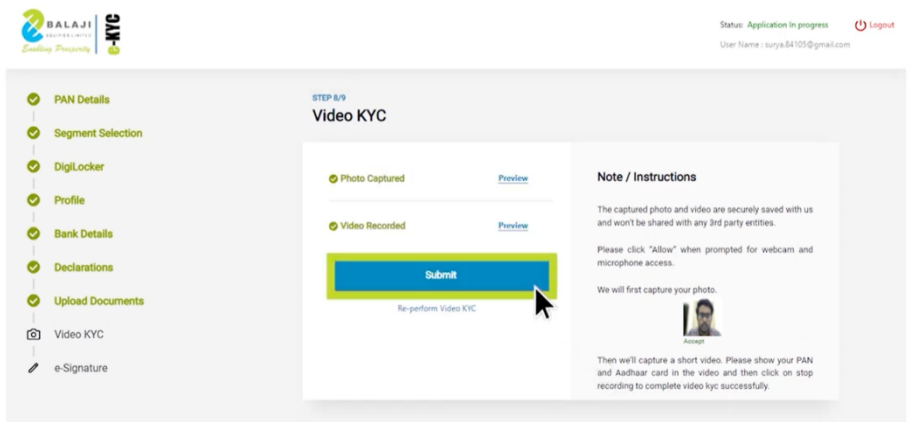 BALAJI
EQUITIES LIMITED
Enabling Prosperity
e-KYC
Status: Application In progress
Logout
User Name : surya.84105@gmail.com
PAN Details
Segment Selection
DigiLocker
Profile
Bank Details
Declarations
Upload Documents
Video KYC
e-Signature
STEP 8/9
Video KYC
Photo Captured Preview
Video Recorded Preview
Submit
Re-perform Video KYC
Note / Instructions
The captured photo and video are securely saved with us
and won't be shared with any 3rd party entities.
Please click "Allow" when prompted for webcam and
microphone access.
We will first capture your photo.
Accept
Then we'll capture a short video. Please show your PAN
and Aadhaar card in the video and then click on stop
recording to complete video kyc successfully.